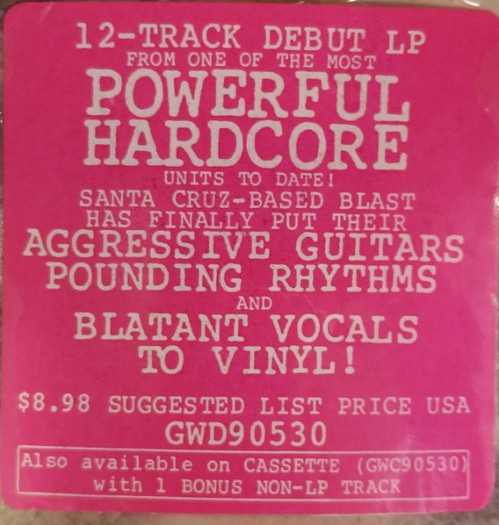 12-TRACK DEBUT LP
FROM ONE OF THE MOST
POWERFUL
HARDCORE
UNITS TO DATE!
SANTA CRUZ-BASED BLAST
HAS FINALLY PUT THEIR
AGGRESSIVE GUITARS
POUNDING RHYTHMS
AND
BLATANT VOCALS
TO VINYL!
$8.98 SUGGESTED LIST PRICE USA
GWD90530
Also available on CASSETTE (GWC90530)
with 1 BONUS NON-LP TRACK